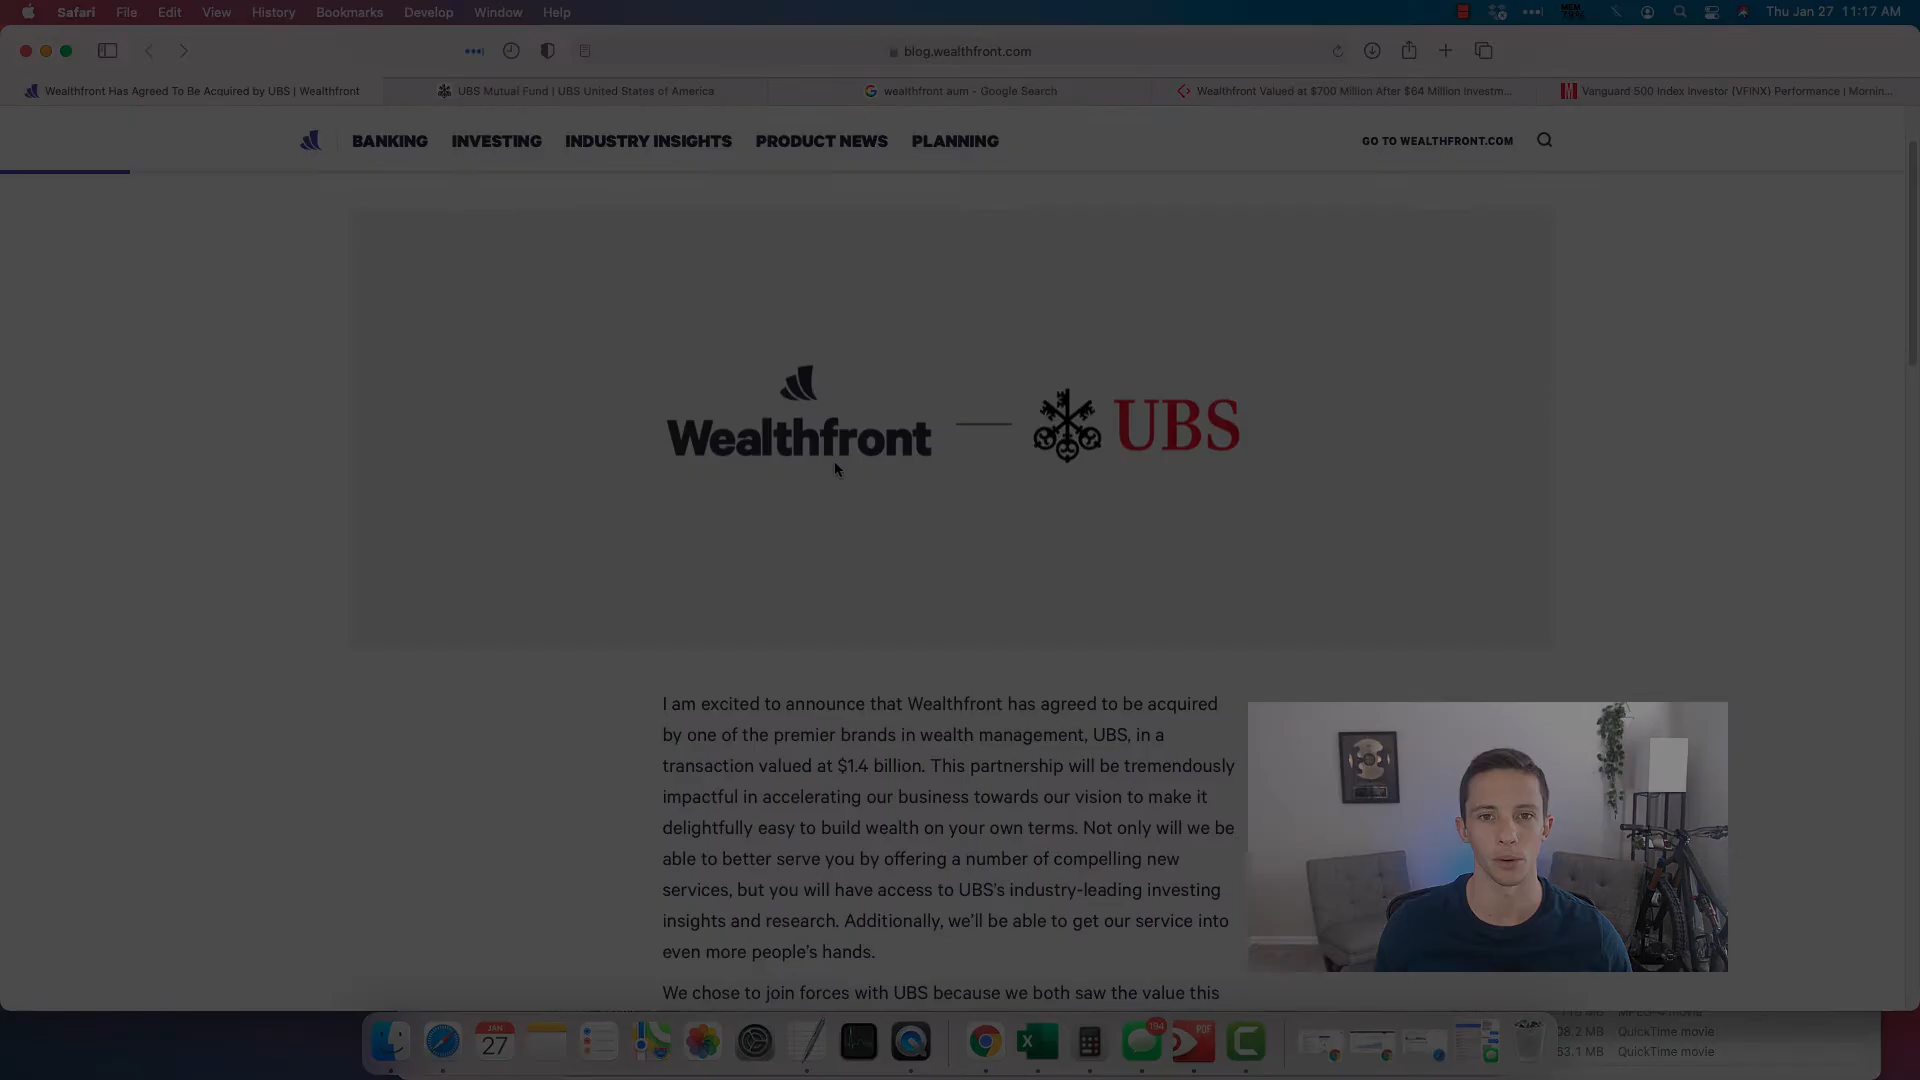 Safari File Edit View History Bookmarks Develop Window Help Thu Jan 27 11:17 AM
blog.wealthfront.com
Wealthfront Has Agreed To Be Acquired by UBS | Wealthfront
UBS Mutual Fund | UBS United States of America
wealthfront aum - Google Search
Wealthfront Valued at $700 Million After $64 Million Investm...
Vanguard 500 Index Investor (VFINX) Performance | Mornin...
BANKING INVESTING INDUSTRY INSIGHTS PRODUCT NEWS PLANNING GO TO WEALTHFRONT.COM
Wealthfront UBS
I am excited to announce that Wealthfront has agreed to be acquired
by one of the premier brands in wealth management, UBS, in a
transaction valued at $1.4 billion. This partnership will be tremendously
impactful in accelerating our business towards our vision to make it
delightfully easy to build wealth on your own terms. Not only will we be
able to better serve you by offering a number of compelling new
services, but you will have access to UBS's industry-leading investing
insights and research. Additionally, we'll be able to get our service into
even more people's hands.
We chose to join forces with UBS because we both saw the value this
JAN
27
194
PDF
QuickTime movie
QuickTime movie